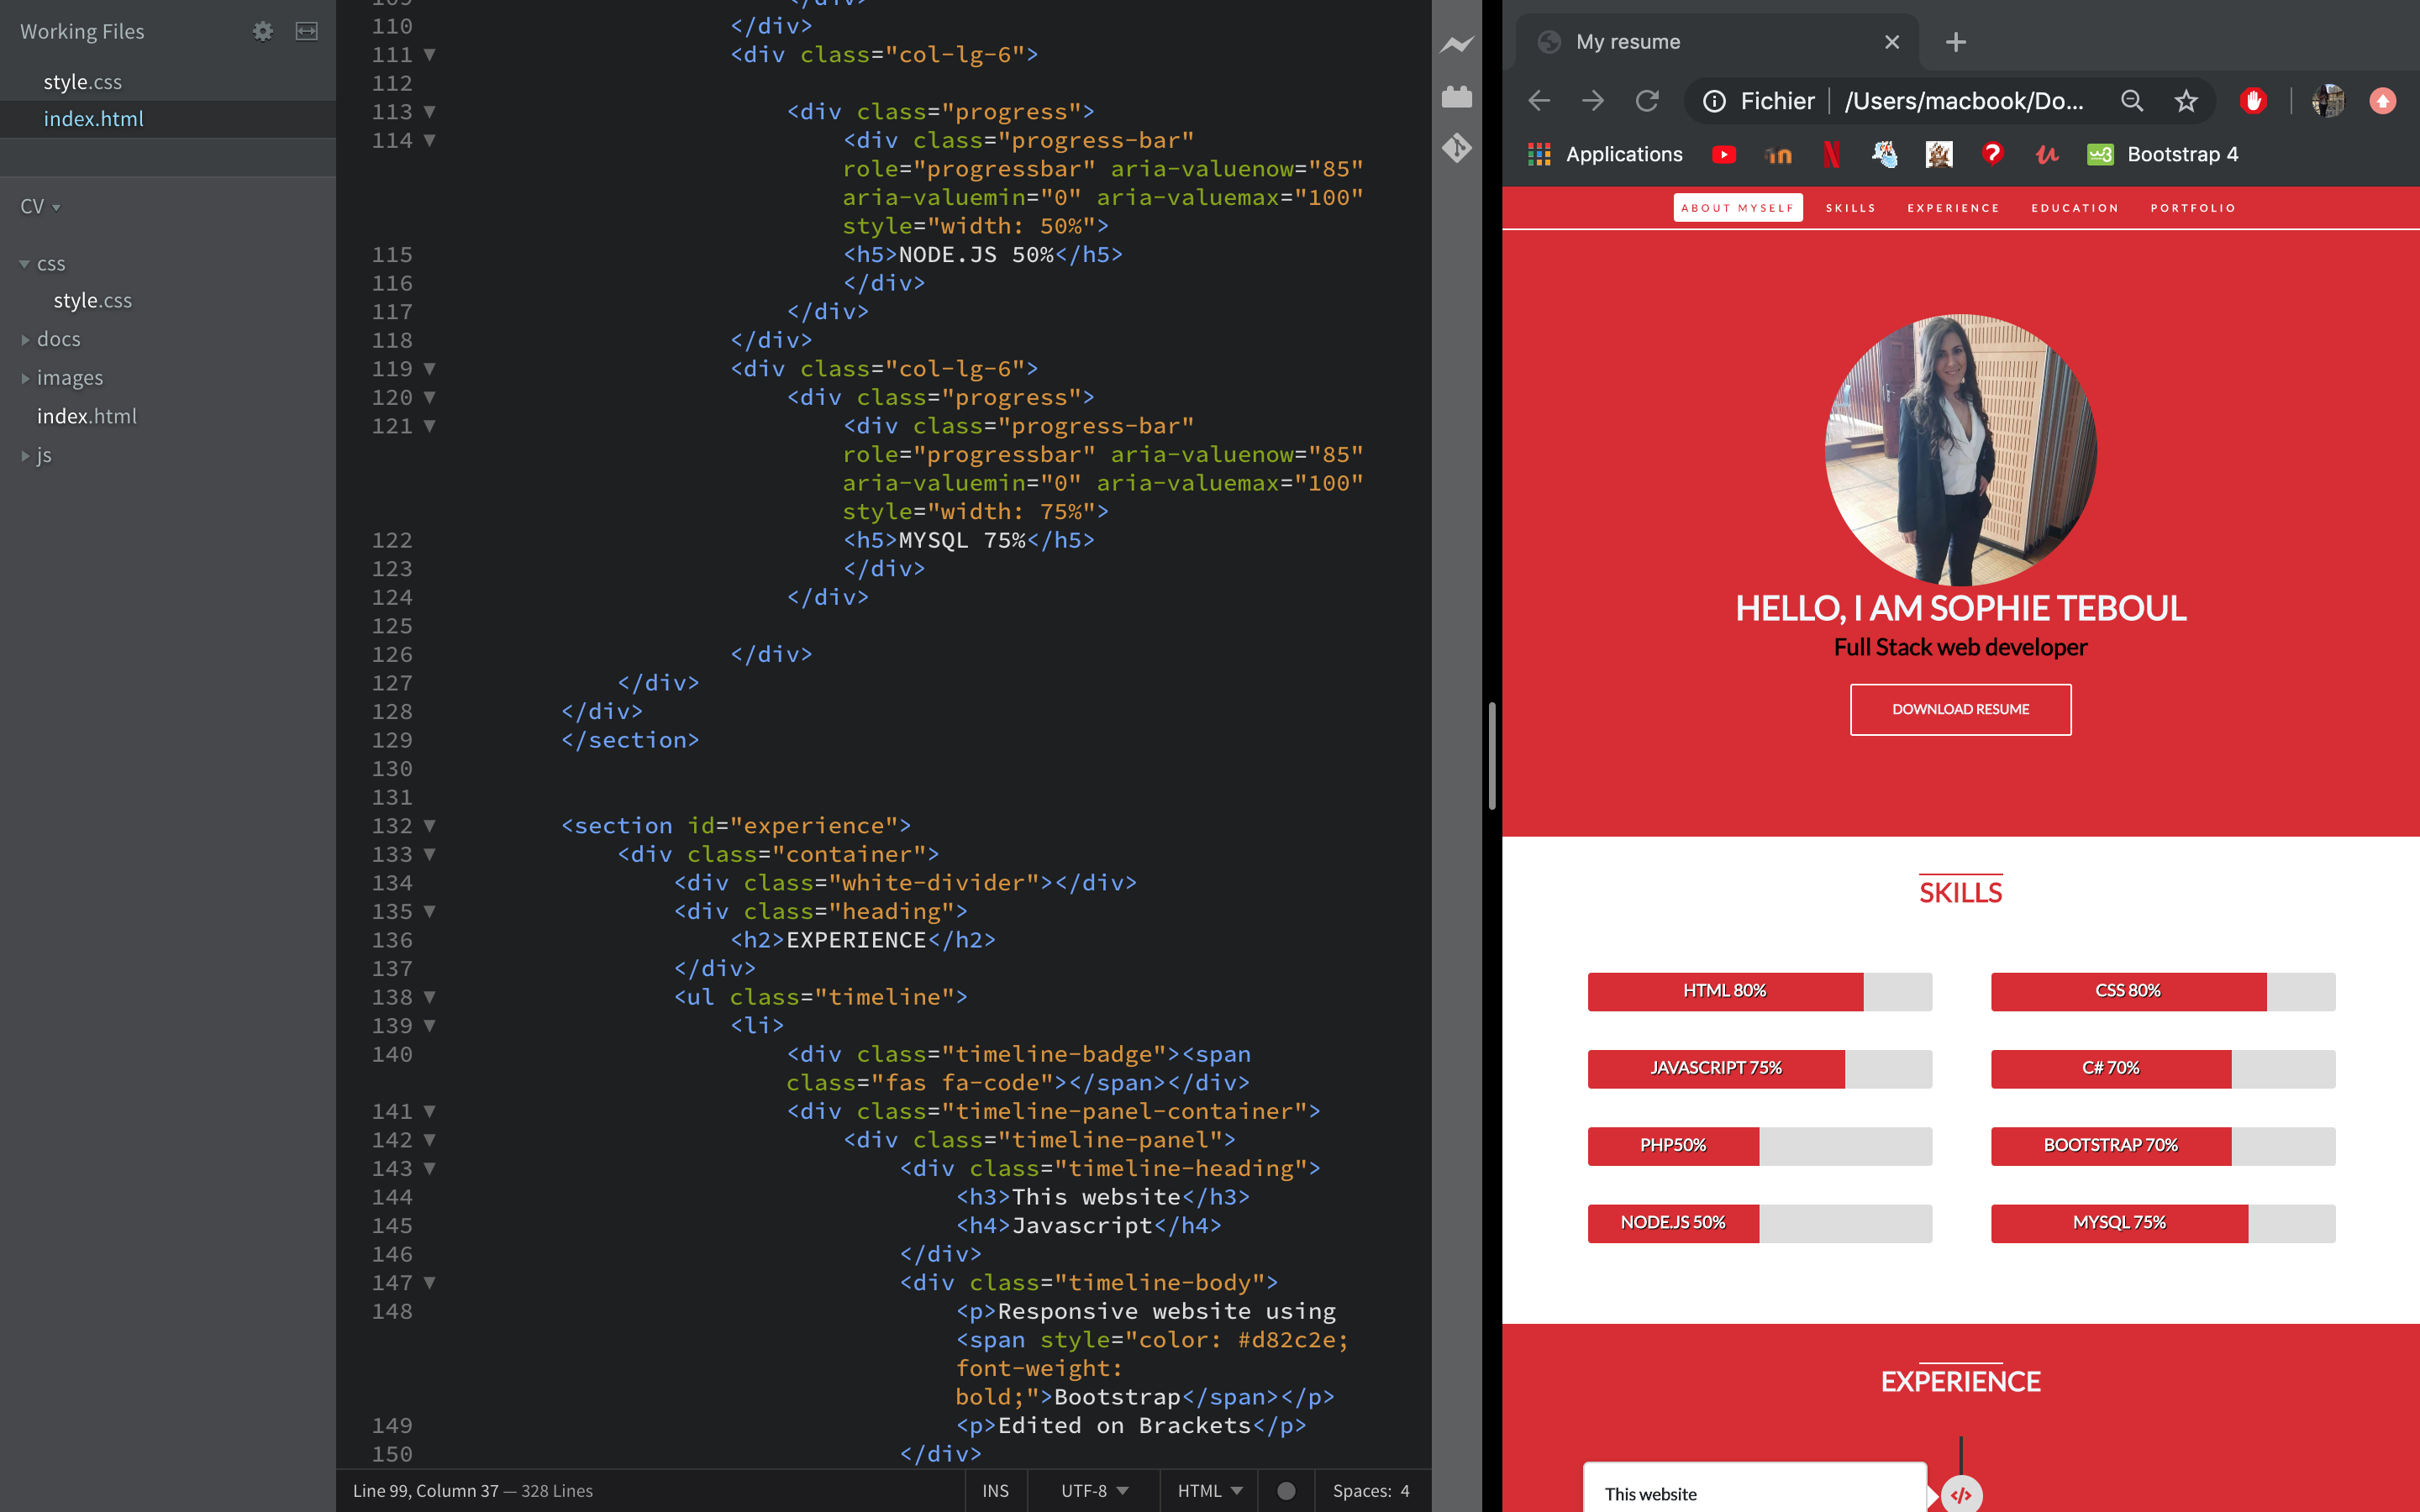 Working Files
style.css
index.html
CV
css
style.css
docs
images
index.html
js
109 </div>
110 </div>
111 <div class="col-lg-6">
112
113 <div class="progress">
114 <div class="progress-bar"
role="progressbar" aria-valuenow="85"
aria-valuemin="0" aria-valuemax="100"
style="width: 50%">
115 <h5>NODE.JS 50%</h5>
116 </div>
117 </div>
118 </div>
119 <div class="col-lg-6">
120 <div class="progress">
121 <div class="progress-bar"
role="progressbar" aria-valuenow="85"
aria-valuemin="0" aria-valuemax="100"
style="width: 75%">
122 <h5>MYSQL 75%</h5>
123 </div>
124 </div>
125
126 </div>
127 </div>
128 </div>
129 </section>
130
131
132 <section id="experience">
133 <div class="container">
134 <div class="white-divider"></div>
135 <div class="heading">
136 <h2>EXPERIENCE</h2>
137 </div>
138 <ul class="timeline">
139 <li>
140 <div class="timeline-badge"><span
class="fas fa-code"></span></div>
141 <div class="timeline-panel-container">
142 <div class="timeline-panel">
143 <div class="timeline-heading">
144 <h3>This website</h3>
145 <h4>Javascript</h4>
146 </div>
147 <div class="timeline-body">
148 <p>Responsive website using
<span style="color: #d82c2e;
font-weight:
bold;">Bootstrap</span></p>
149 <p>Edited on Brackets</p>
150 </div>
Line 99, Column 37 — 328 Lines
INS UTF-8 HTML Spaces: 4
My resume
Fichier /Users/macbook/Do...
Applications in N ? u w3 Bootstrap 4
ABOUT MYSELF SKILLS EXPERIENCE EDUCATION PORTFOLIO
HELLO, I AM SOPHIE TEBOUL
Full Stack web developer
DOWNLOAD RESUME
SKILLS
HTML 80% CSS 80%
JAVASCRIPT 75% C# 70%
PHP50% BOOTSTRAP 70%
NODE.JS 50% MYSQL 75%
EXPERIENCE
This website </>